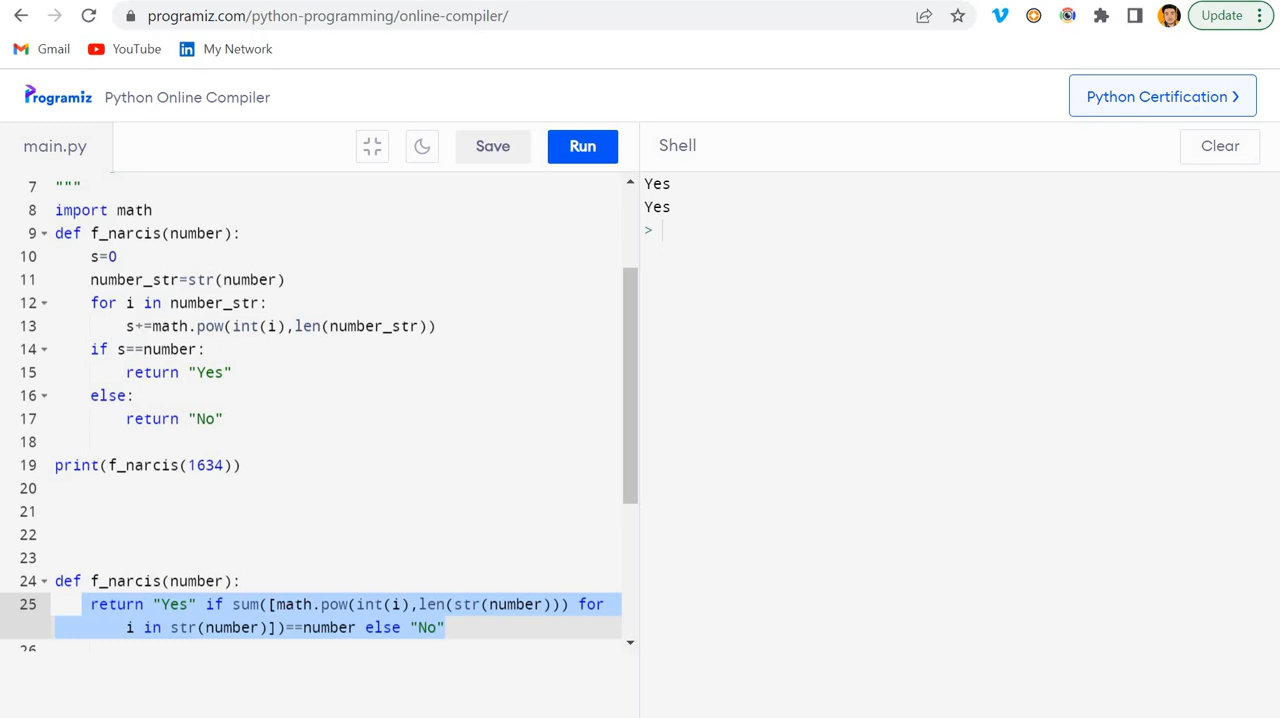 programiz.com/python-programming/online-compiler/
Update
Gmail
YouTube
My Network
Programiz
Python Online Compiler
Python Certification
main.py
Save
Run
Shell
Clear
7 """
8 import math
9 def f_narcis(number):
10 s=0
11 number_str=str(number)
12 for i in number_str:
13 s+=math.pow(int(i),len(number_str))
14 if s==number:
15 return "Yes"
16 else:
17 return "No"
18
19 print(f_narcis(1634))
20
21
22
23
24 def f_narcis(number):
25 return "Yes" if sum([math.pow(int(i),len(str(number))) for
i in str(number)])==number else "No"
26
Yes
Yes
>